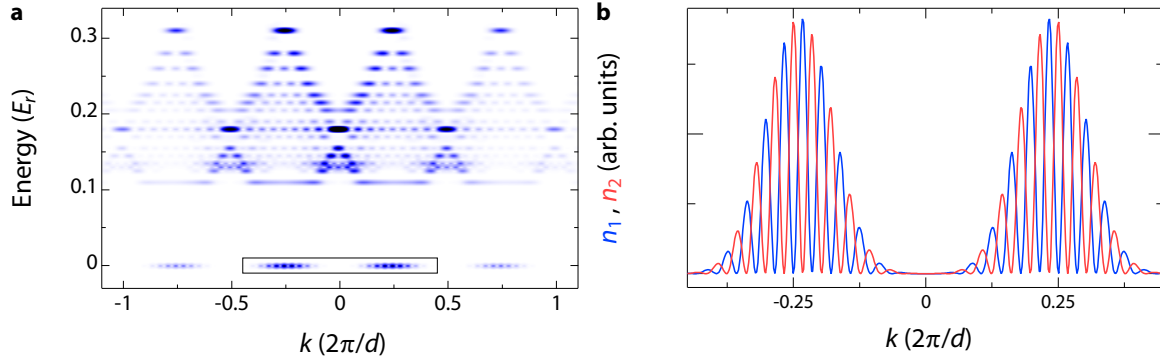 a
Energy (Eᵣ)
0.3
0.2
0.1
0
-1
-0.5
0
0.5
1
k (2π/d)
b
n₁ , n₂ (arb. units)
-0.25
0
0.25
k (2π/d)